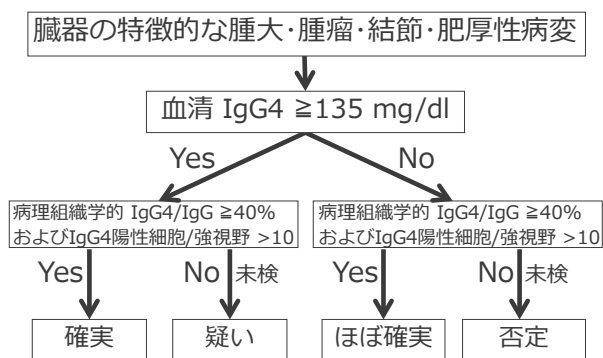 臓器の特徴的な腫大・腫瘤・結節・肥厚性病変
血清 IgG4 ≧135 mg/dl
Yes No
病理組織学的 IgG4/IgG ≧40%
およびIgG4陽性細胞/強視野 >10
病理組織学的 IgG4/IgG ≧40%
およびIgG4陽性細胞/強視野 >10
Yes No 未検 Yes No 未検
確実 疑い ほぼ確実 否定